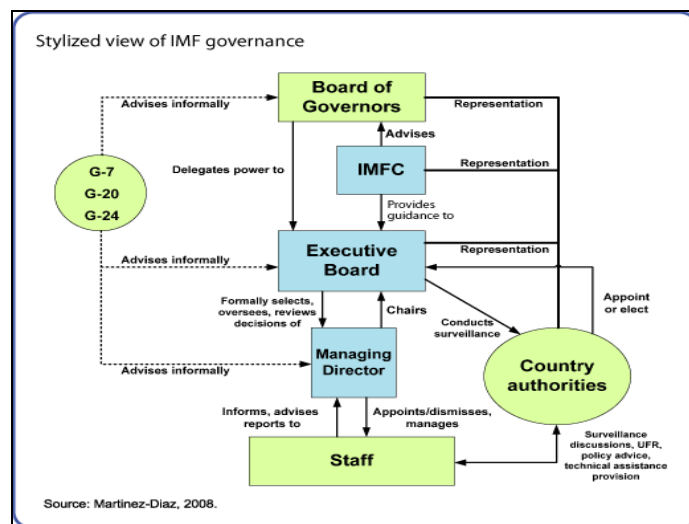 Stylized view of IMF governance
Board of
Governors
Advises informally
Representation
Advises
G-7
G-20
G-24
Delegates power to
IMFC
Representation
Provides
guidance to
Executive
Board
Advises informally
Representation
Formally selects,
oversees, reviews
decisions of
Chairs
Conducts
surveillance
Appoint
or elect
Managing
Director
Advises informally
Country
authorities
Informs, advises
reports to
Appoints/dismisses,
manages
Staff
Surveillance
discussions, UFR,
policy advice,
technical assistance
provision
Source: Martinez-Diaz, 2008.